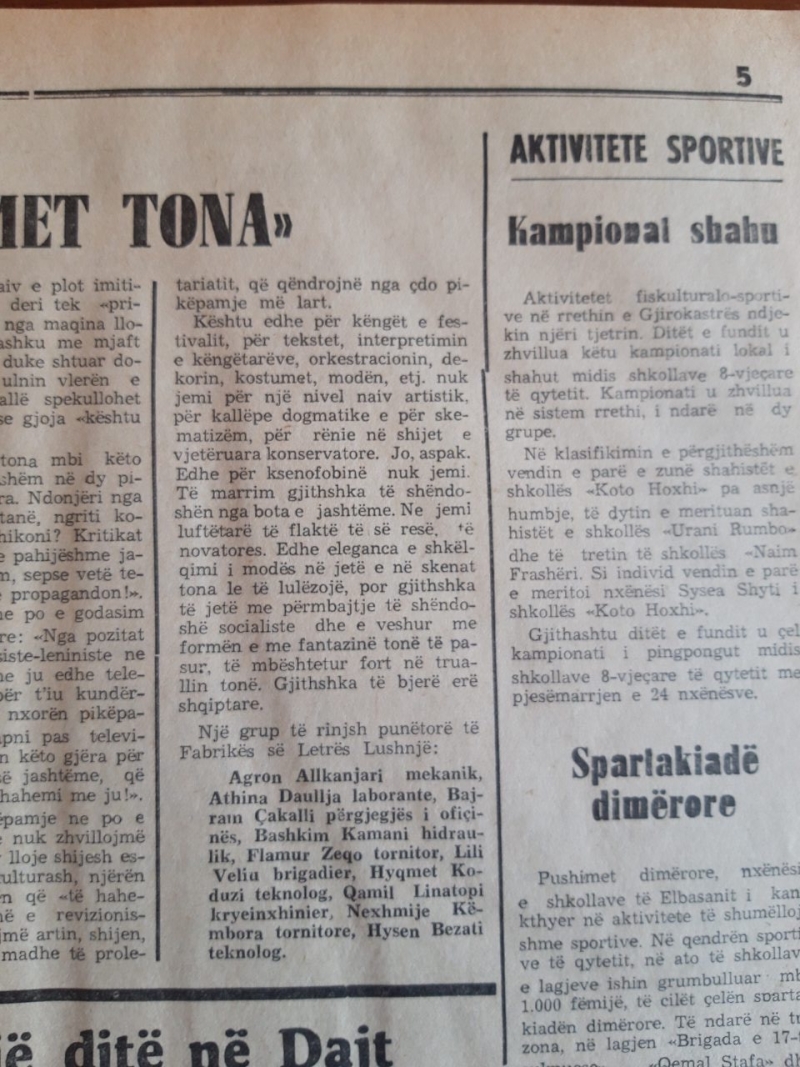 5
MET TONA»
naiv e plot imiti-
deri tek «pri-
nga maqina llo-
ashku me mjaft
duke shtuar do-
ulnin vlerën e
allë spekullohet
se gjoja «kështu
tona mbi këto
shëm në dy pi-
ra. Ndonjëri nga
tanë, ngriti ko-
hikoni? Kritikat
e pahijëshme ja-
m, sepse vetë te-
propagandon!».
ne po e godasim
re: «Nga pozitat
siste-leniniste ne
ne ju edhe tele-
për t'iu kundër-
nxorën pikëpa-
apni pas televi-
n këto gjëra për
së jashtëme, që
hahemi me ju!».
ëpamje ne po e
e nuk zhvillojmë
lloje shijesh es-
kulturash, njërën
n që «të hahe-
në e revizionis-
jmë artin, shijen,
madhe të prole-
tariatit, që qëndrojnë nga çdo pi-
këpamje më lart.
Kështu edhe për këngët e fes-
tivalit, për tekstet, interpretimin
e këngëtarëve, orkestracionin, de-
korin, kostumet, modën, etj. nuk
jemi për një nivel naiv artistik,
për kallëpe dogmatike e për ske-
matizëm, për rënie në shijet e
vjetëruara konservatore. Jo, aspak.
Edhe për ksenofobinë nuk jemi.
Të marrim gjithshka të shëndo-
shën nga bota e jashtëme. Ne jemi
luftëtarë të flaktë të së resë, të
novatores. Edhe eleganca e shkël-
qimi i modës në jetë e në skenat
tona le të lulëzojë, por gjithshka
të jetë me përmbajtje të shëndo-
shë socialiste dhe e veshur me
formën e me fantazinë tonë të pa-
sur, të mbështetur fort në trua-
llin tonë. Gjithshka të bjerë erë
shqiptare.
Një grup të rinjsh punëtorë të
Fabrikës së Letrës Lushnjë:
Agron Allkanjari mekanik,
Athina Daullja laborante, Baj-
ram Çakalli përgjegjës i ofiçi-
nës, Bashkim Kamani hidrau-
lik, Flamur Zeqo tornitor, Lili
Veliu brigadier, Hyqmet Ko-
duzi teknolog, Qamil Linatopi
kryeinxhinier, Nexhmije Kë-
mbora tornitore, Hysen Bezati
teknolog.
jë ditë në Dajt
AKTIVITETE SPORTIVE
Kampionat shahu
Aktivitetet fiskulturalo-sporti-
ve në rrethin e Gjirokastrës ndje-
kin njëri tjetrin. Ditët e fundit u
zhvillua këtu kampionati lokal i
shahut midis shkollave 8-vjeçare
të qytetit. Kampionati u zhvillua
në sistem rrethi, i ndarë në dy
grupe.
Në klasifikimin e përgjithëshëm
vendin e parë e zunë shahistët e
shkollës «Koto Hoxhi» pa asnjë
humbje, të dytin e merituan sha-
histët e shkollës «Urani Rumbo»
dhe të tretin të shkollës «Naim
Frashëri. Si individ vendin e parë
e meritoi nxënësi Sysea Shyti i
shkollës «Koto Hoxhi».
Gjithashtu ditët e fundit u çel
kampionati i pingpongut midis
shkollave 8-vjeçare të qytetit me
pjesëmarrjen e 24 nxënësve.
Spartakiadë
dimërore
Pushimet dimërore, nxënësi
e shkollave të Elbasanit i kan
kthyer në aktivitete të shumëlloj
shme sportive. Në qendrën sporti
ve të qytetit, në ato të shkollav
e lagjeve ishin grumbulluar mb
1.000 fëmijë, të cilët çelën sparta
kiadën dimërore. Të ndarë në tr
zona, në lagjen «Brigada e 17-t
«Qemal Stafa» dh